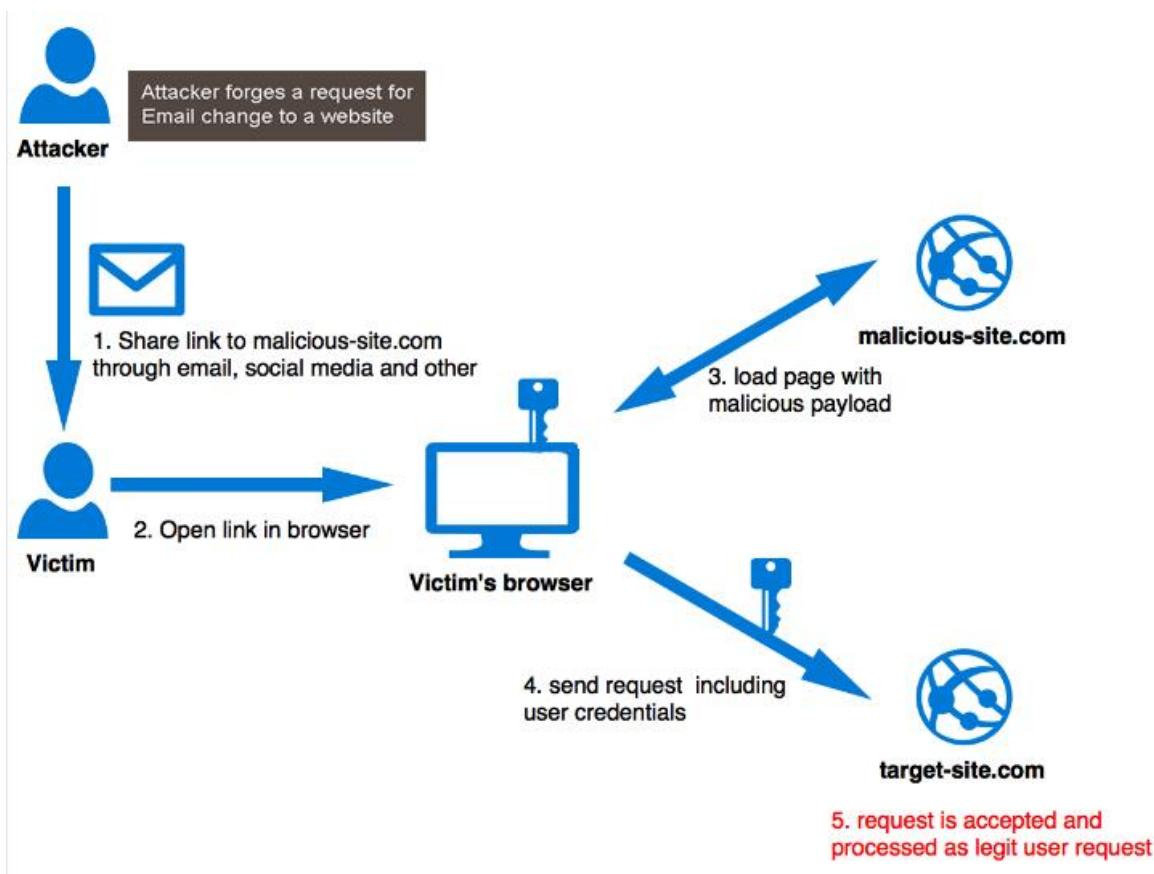 Attacker forges a request for
Email change to a website
Attacker
1. Share link to malicious-site.com
through email, social media and other
malicious-site.com
3. load page with
malicious payload
2. Open link in browser
Victim
Victim's browser
4. send request including
user credentials
target-site.com
5. request is accepted and
processed as legit user request